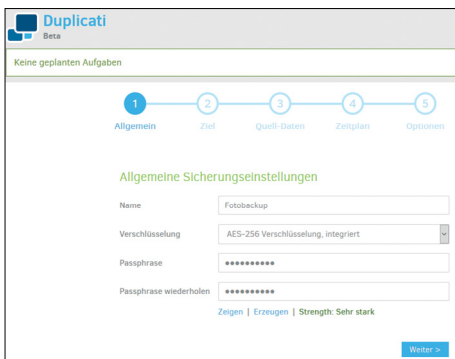 Duplicati
Beta
Keine geplanten Aufgaben
1 2 3 4 5
Allgemein Ziel Quell-Daten Zeitplan Optionen
Allgemeine Sicherungseinstellungen
Name Fotobackup
Verschlüsselung AES-256 Verschlüsselung, integriert
Passphrase ●●●●●●●●●●
Passphrase wiederholen ●●●●●●●●●●
Zeigen | Erzeugen | Strength: Sehr stark
Weiter >